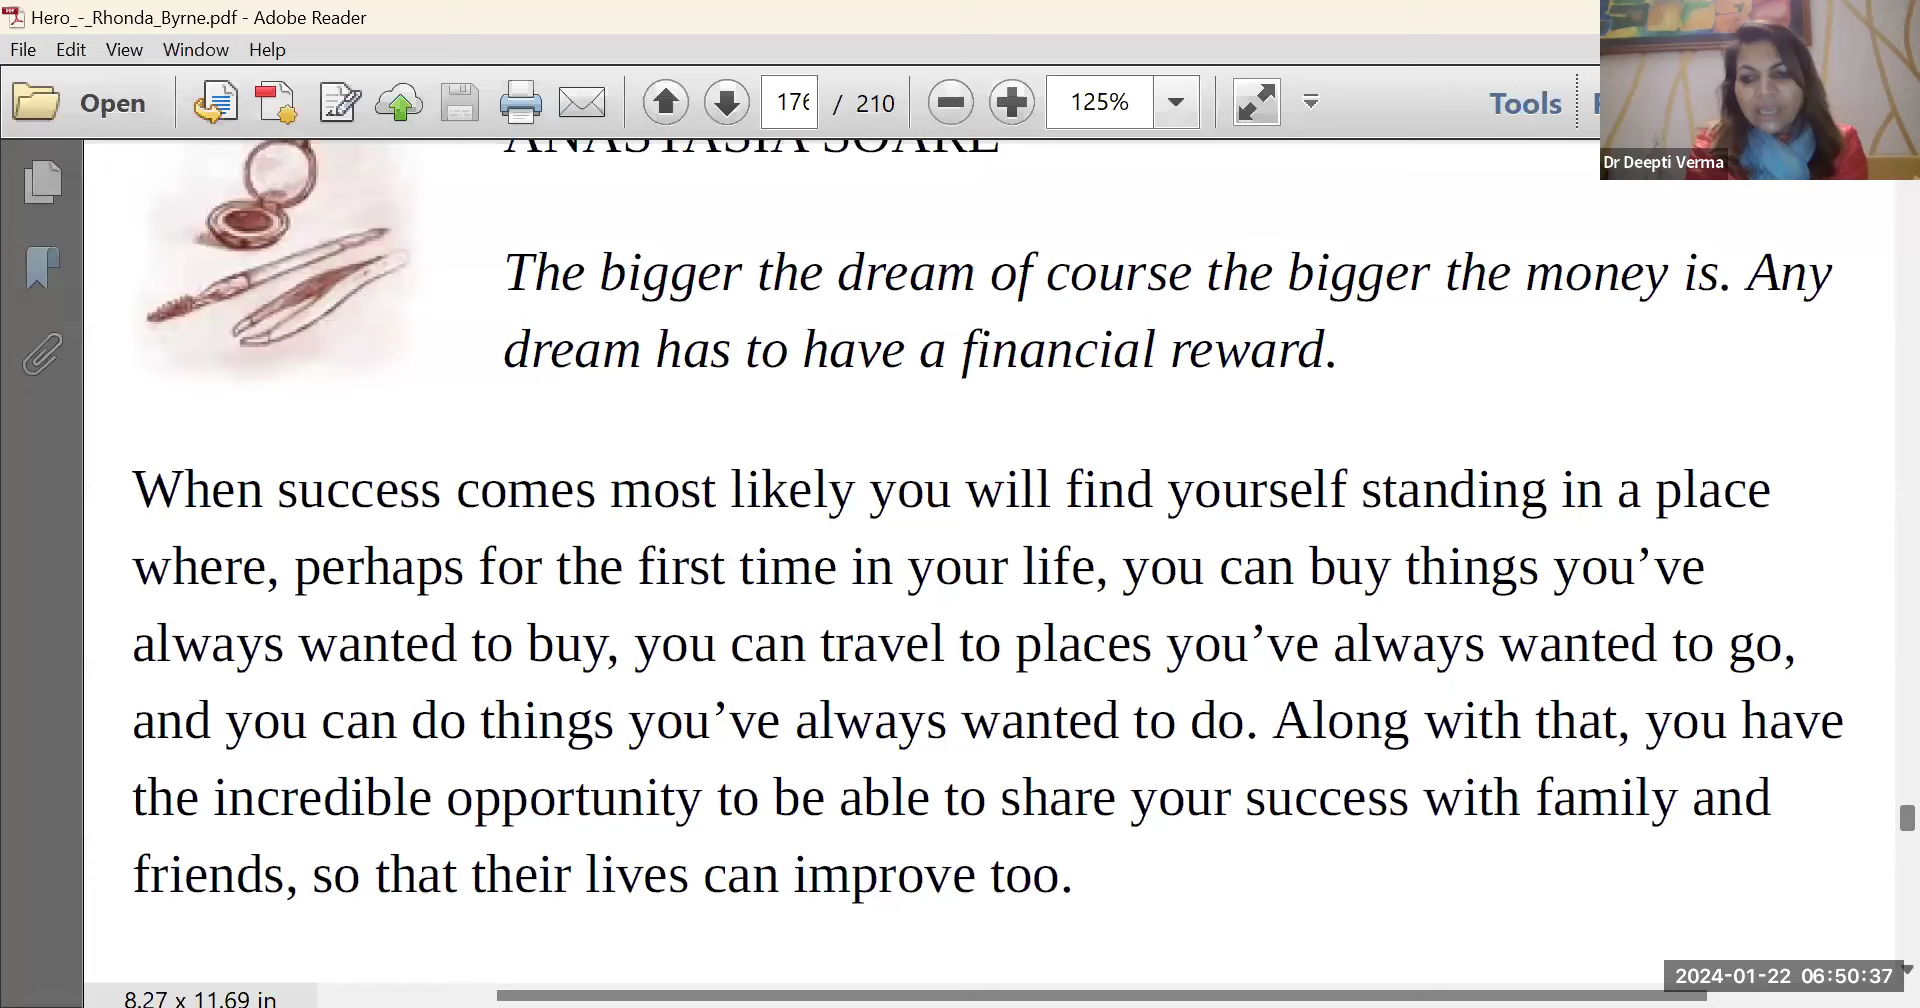 Hero_-_Rhonda_Byrne.pdf - Adobe Reader
File Edit View Window Help
Open
176 / 210
125%
Tools
Dr Deepti Verma
ANASTASIA SOARE
The bigger the dream of course the bigger the money is. Any
dream has to have a financial reward.
When success comes most likely you will find yourself standing in a place
where, perhaps for the first time in your life, you can buy things you’ve
always wanted to buy, you can travel to places you’ve always wanted to go,
and you can do things you’ve always wanted to do. Along with that, you have
the incredible opportunity to be able to share your success with family and
friends, so that their lives can improve too.
2024-01-22 06:50:37
8.27 x 11.69 in